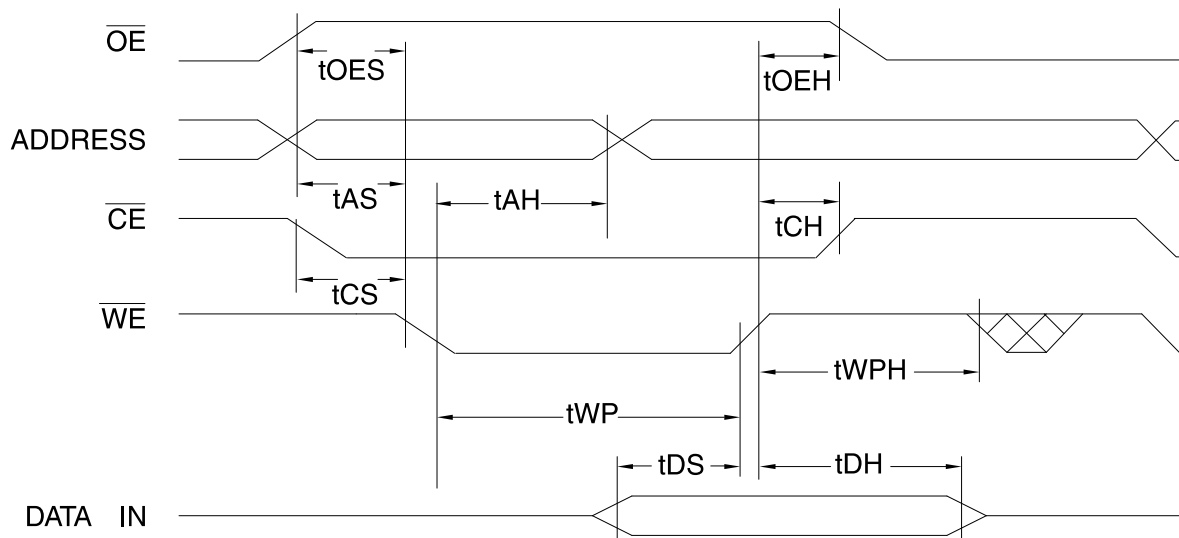 OE
tOES
tOEH
ADDRESS
tAS
tAH
CE
tCH
tCS
WE
tWPH
tWP
tDS
tDH
DATA IN